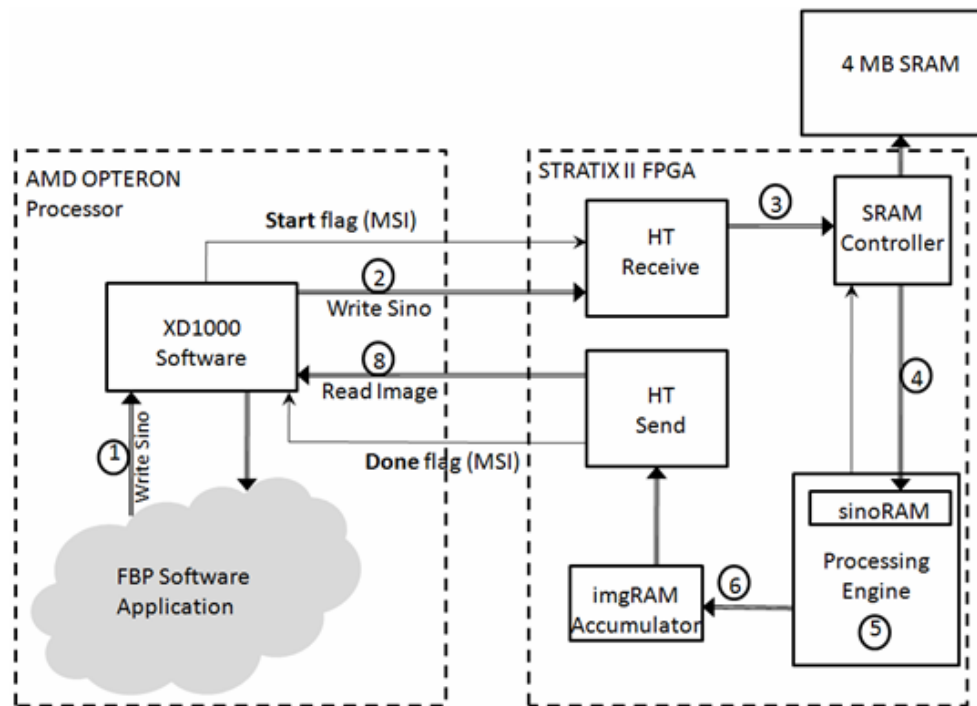 4 MB SRAM
AMD OPTERON
Processor
STRATIX II FPGA
Start flag (MSI)
HT
Receive
3
SRAM
Controller
2
Write Sino
XD1000
Software
8
Read Image
HT
Send
4
1
Write Sino
Done flag (MSI)
sinoRAM
FBP Software
Application
imgRAM
Accumulator
6
Processing
Engine
5